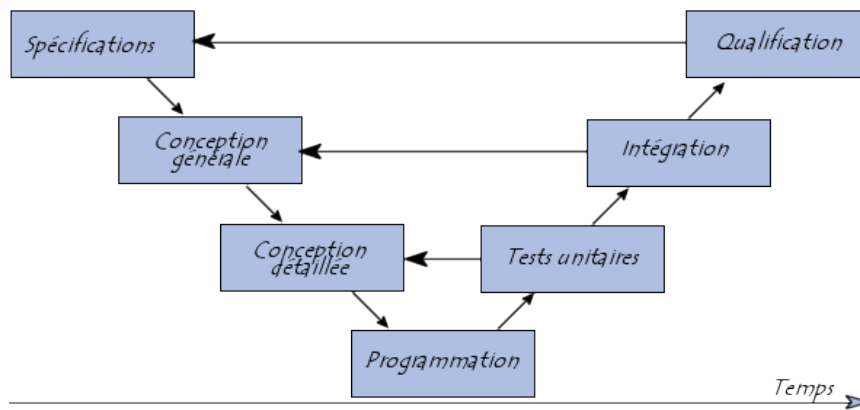 Spécifications
Qualification
Conception
générale
Intégration
Conception
détaillée
Tests unitaires
Programmation
Temps